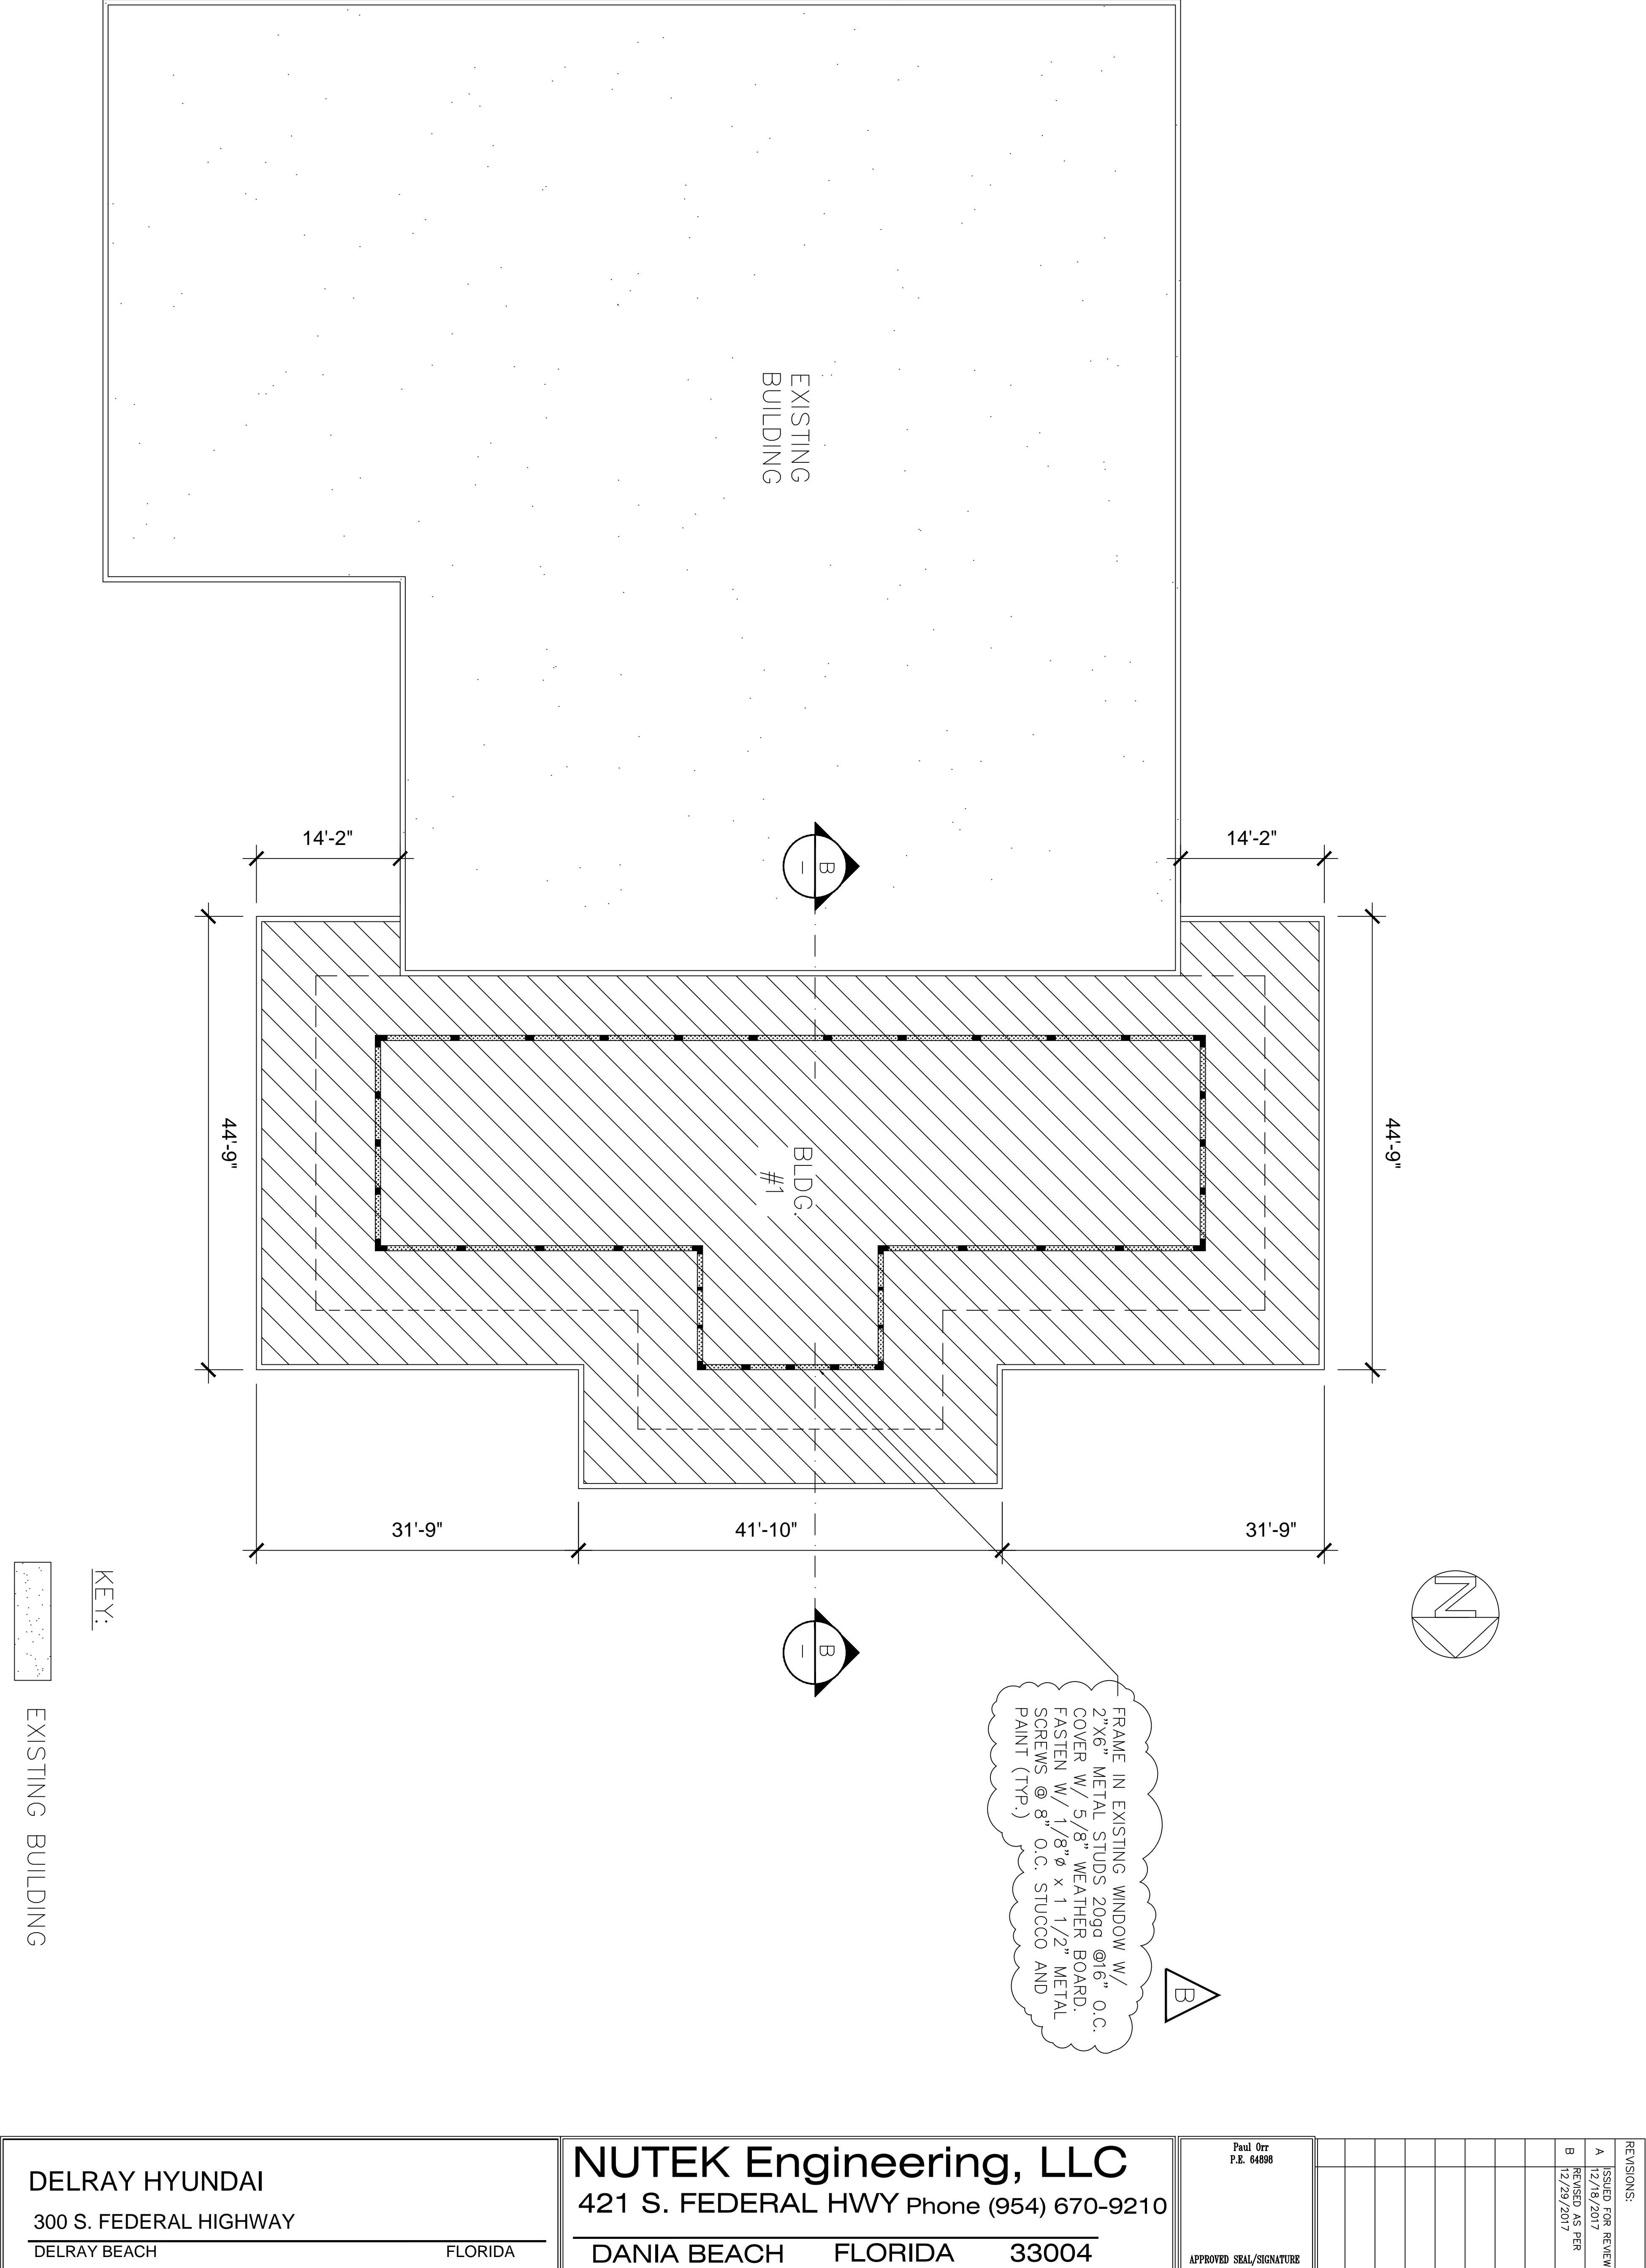 EXISTING
BUILDING
14'-2"
14'-2"
B
–
44'-9"
44'-9"
BLDG.
#1
31'-9"
41'-10"
31'-9"
N
B
–
KEY:
EXISTING BUILDING
FRAME IN EXISTING WINDOW W/
2"X6" METAL STUDS 20ga @16" O.C.
COVER W/ 5/8" WEATHER BOARD.
FASTEN W/ 1/8"ø x 1 1/2" METAL
SCREWS @ 8" O.C. STUCCO AND
PAINT (TYP.)
B
DELRAY HYUNDAI
300 S. FEDERAL HIGHWAY
DELRAY BEACH FLORIDA
NUTEK Engineering, LLC
421 S. FEDERAL HWY Phone (954) 670-9210
DANIA BEACH FLORIDA 33004
Paul Orr
P.E. 64898
APPROVED SEAL/SIGNATURE
REVISIONS:
A ISSUED FOR REVIEW
12/18/2017
B REVISED AS PER
12/29/2017